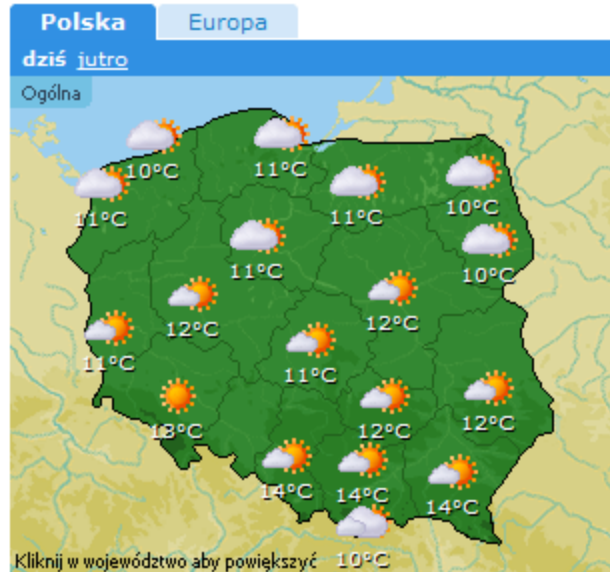 Polska Europa
dziś jutro
Ogólna
10°C 11°C
11°C 11°C 10°C
11°C 10°C
12°C 12°C
11°C 11°C
13°C 12°C 12°C
14°C 14°C 14°C
Kliknij w województwo aby powiększyć 10°C